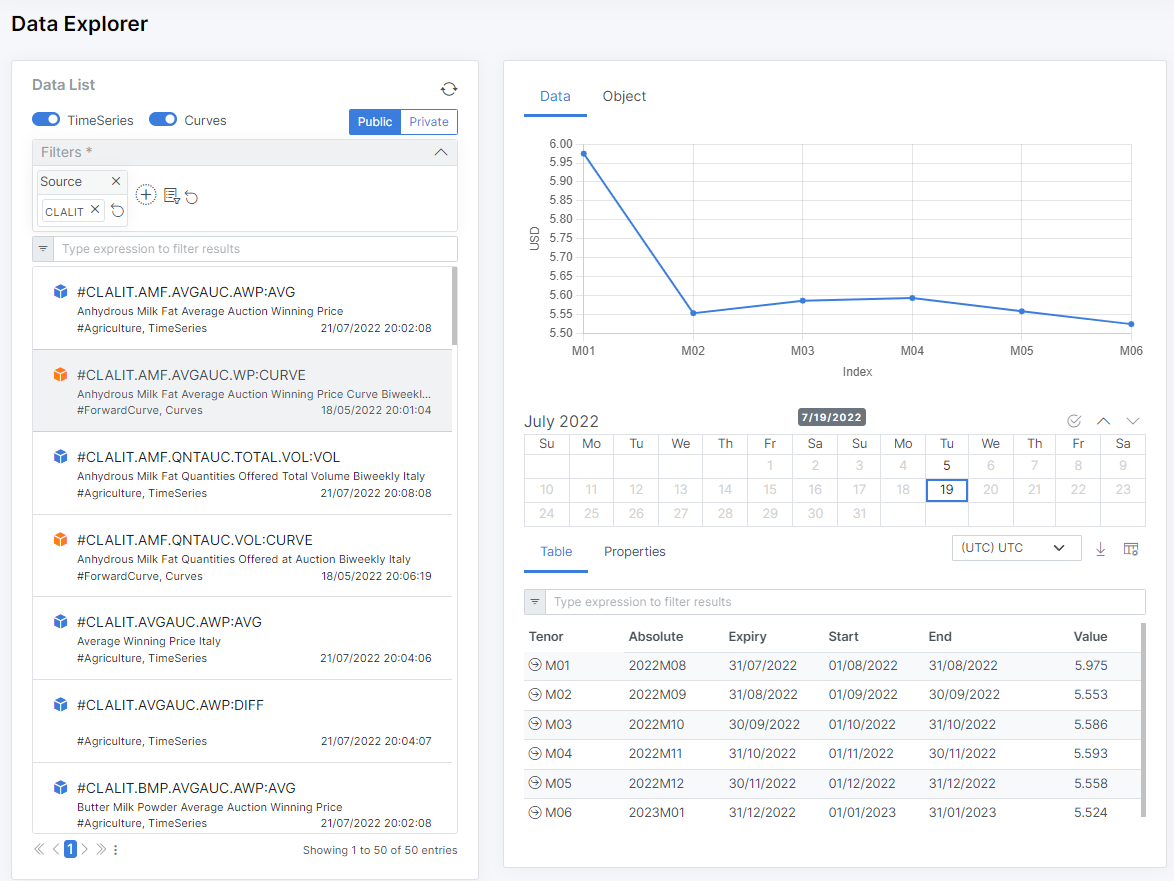 Data Explorer
Data List
TimeSeries Curves Public Private
Filters *
Source
CLALIT
Type expression to filter results
#CLALIT.AMF.AVGAUC.AWP:AVG
Anhydrous Milk Fat Average Auction Winning Price
#Agriculture, TimeSeries 21/07/2022 20:02:08
#CLALIT.AMF.AVGAUC.WP:CURVE
Anhydrous Milk Fat Average Auction Winning Price Curve Biweekl...
#ForwardCurve, Curves 18/05/2022 20:01:04
#CLALIT.AMF.QNTAUC.TOTAL.VOL:VOL
Anhydrous Milk Fat Quantities Offered Total Volume Biweekly Italy
#Agriculture, TimeSeries 21/07/2022 20:08:08
#CLALIT.AMF.QNTAUC.VOL:CURVE
Anhydrous Milk Fat Quantities Offered at Auction Biweekly Italy
#ForwardCurve, Curves 18/05/2022 20:06:19
#CLALIT.AVGAUC.AWP:AVG
Average Winning Price Italy
#Agriculture, TimeSeries 21/07/2022 20:04:06
#CLALIT.AVGAUC.AWP:DIFF
#Agriculture, TimeSeries 21/07/2022 20:04:07
#CLALIT.BMP.AVGAUC.AWP:AVG
Butter Milk Powder Average Auction Winning Price
#Agriculture, TimeSeries 21/07/2022 20:02:08
1
Showing 1 to 50 of 50 entries
Data Object
6.00
5.95
5.90
5.85
5.80
5.75
5.70
5.65
5.60
5.55
5.50
USD
M01 M02 M03 M04 M05 M06
Index
July 2022 7/19/2022
Su Mo Tu We Th Fr Sa Su Mo Tu We Th Fr Sa
1 2 3 4 5 6 7 8 9
10 11 12 13 14 15 16 17 18 19 20 21 22 23
24 25 26 27 28 29 30 31
Table Properties (UTC) UTC
Type expression to filter results
Tenor Absolute Expiry Start End Value
M01 2022M08 31/07/2022 01/08/2022 31/08/2022 5.975
M02 2022M09 31/08/2022 01/09/2022 30/09/2022 5.553
M03 2022M10 30/09/2022 01/10/2022 31/10/2022 5.586
M04 2022M11 31/10/2022 01/11/2022 30/11/2022 5.593
M05 2022M12 30/11/2022 01/12/2022 31/12/2022 5.558
M06 2023M01 31/12/2022 01/01/2023 31/01/2023 5.524